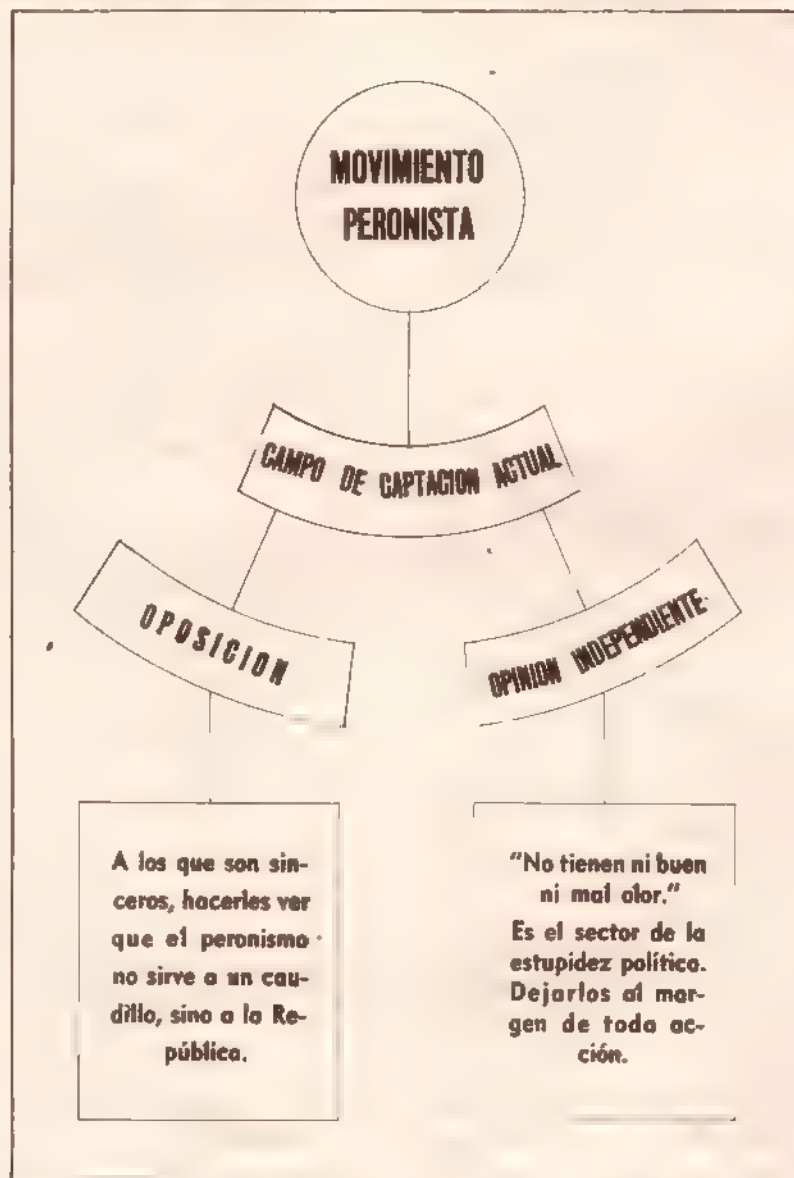 MOVIMIENTO
PERONISTA
CAMPO DE CAPTACION ACTUAL
OPOSICION
OPINION INDEPENDIENTE
A los que son sin-
ceros, hacerles ver
que el peronismo
no sirve a un cau-
dillo, sino a la Re-
pública.
"No tienen ni buen
ni mal olor."
Es el sector de la
estupidez política.
Dejarlos al mar-
gen de toda ac-
ción.